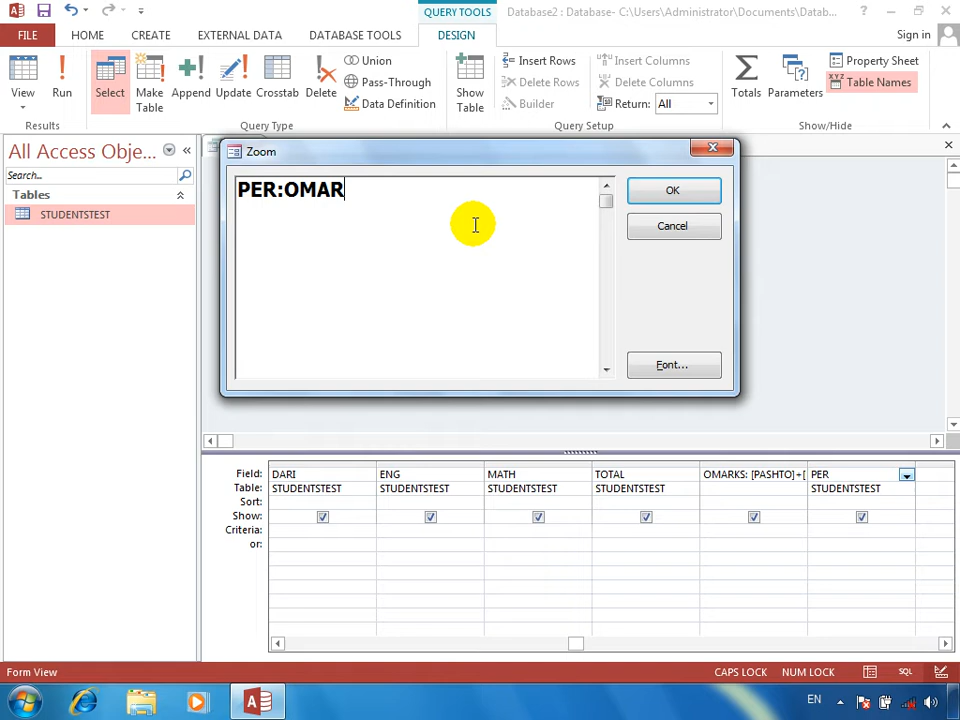 QUERY TOOLS
Database2 : Database- C:\Users\Administrator\Documents\Datab...
?
FILE
HOME
CREATE
EXTERNAL DATA
DATABASE TOOLS
DESIGN
Sign in
View
Run
Results
Select
Make Table
Append
Update
Crosstab
Delete
Union
Pass-Through
Data Definition
Query Type
Show Table
Insert Rows
Delete Rows
Builder
Insert Columns
Delete Columns
Return:
All
Query Setup
Totals
Parameters
Property Sheet
XYZ
Table Names
Show/Hide
All Access Obje...
Search...
Tables
STUDENTSTEST
Zoom
PER:OMAR
OK
Cancel
Font...
Field:
DARI
ENG
MATH
TOTAL
OMARKS: [PASHTO]+[
PER
Table:
STUDENTSTEST
STUDENTSTEST
STUDENTSTEST
STUDENTSTEST
STUDENTSTEST
Sort:
Show:
Criteria:
or:
Form View
CAPS LOCK
NUM LOCK
SQL
EN
1:00 PM